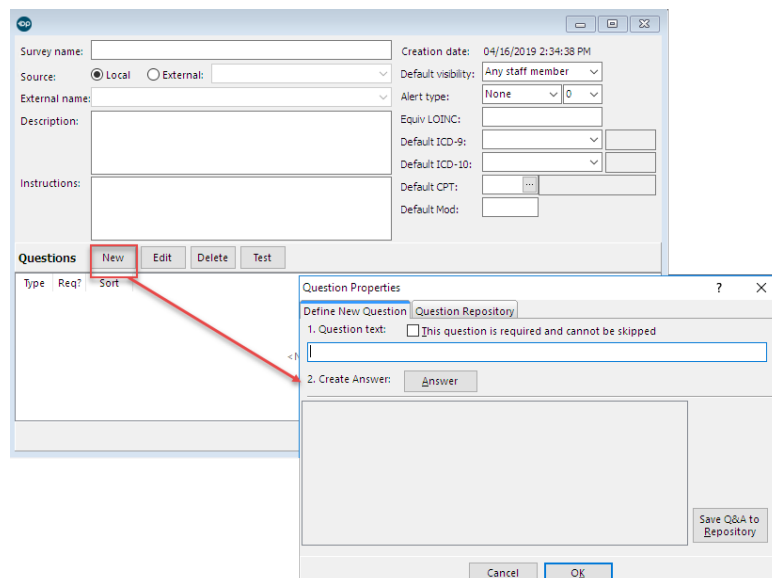 op
Survey name:
Creation date: 04/16/2019 2:34:38 PM
Source: Local External:
Default visibility: Any staff member
External name:
Alert type: None 0
Description:
Equiv LOINC:
Default ICD-9:
Default ICD-10:
Instructions:
Default CPT: ...
Default Mod:
Questions New Edit Delete Test
Type Req? Sort
<N
Question Properties ? X
Define New Question Question Repository
1. Question text: This question is required and cannot be skipped
2. Create Answer: Answer
Save Q&A to
Repository
Cancel OK